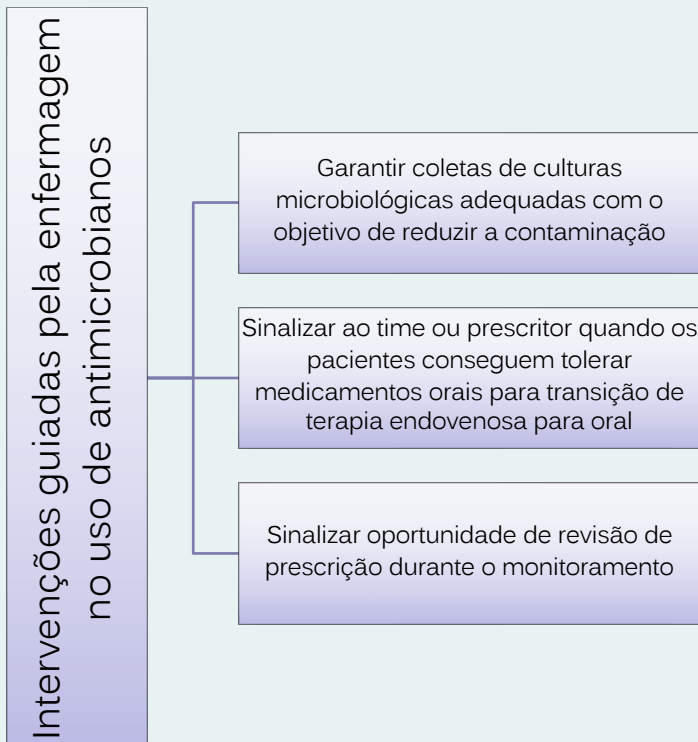 Intervenções guiadas pela enfermagem
no uso de antimicrobianos
Garantir coletas de culturas
microbiológicas adequadas com o
objetivo de reduzir a contaminação
Sinalizar ao time ou prescritor quando os
pacientes conseguem tolerar
medicamentos orais para transição de
terapia endovenosa para oral
Sinalizar oportunidade de revisão de
prescrição durante o monitoramento